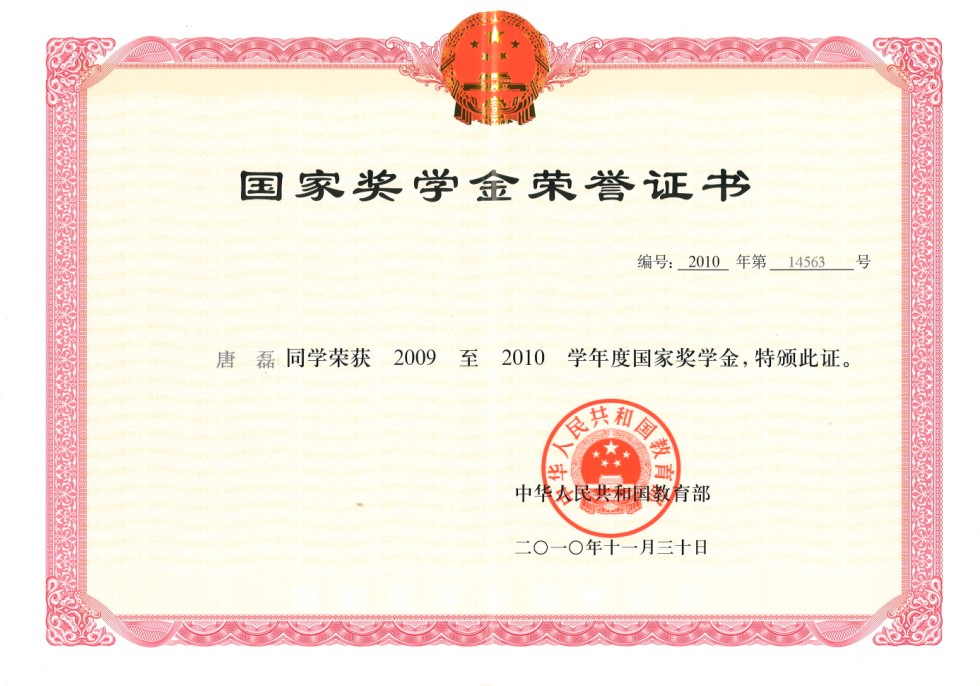 国家奖学金荣誉证书
编号: 2010 年第 14563 号
唐 磊 同学荣获 2009 至 2010 学年度国家奖学金，特颁此证。
中华人民共和国教育部
中华人民共和国教育部
二〇一〇年十一月三十日